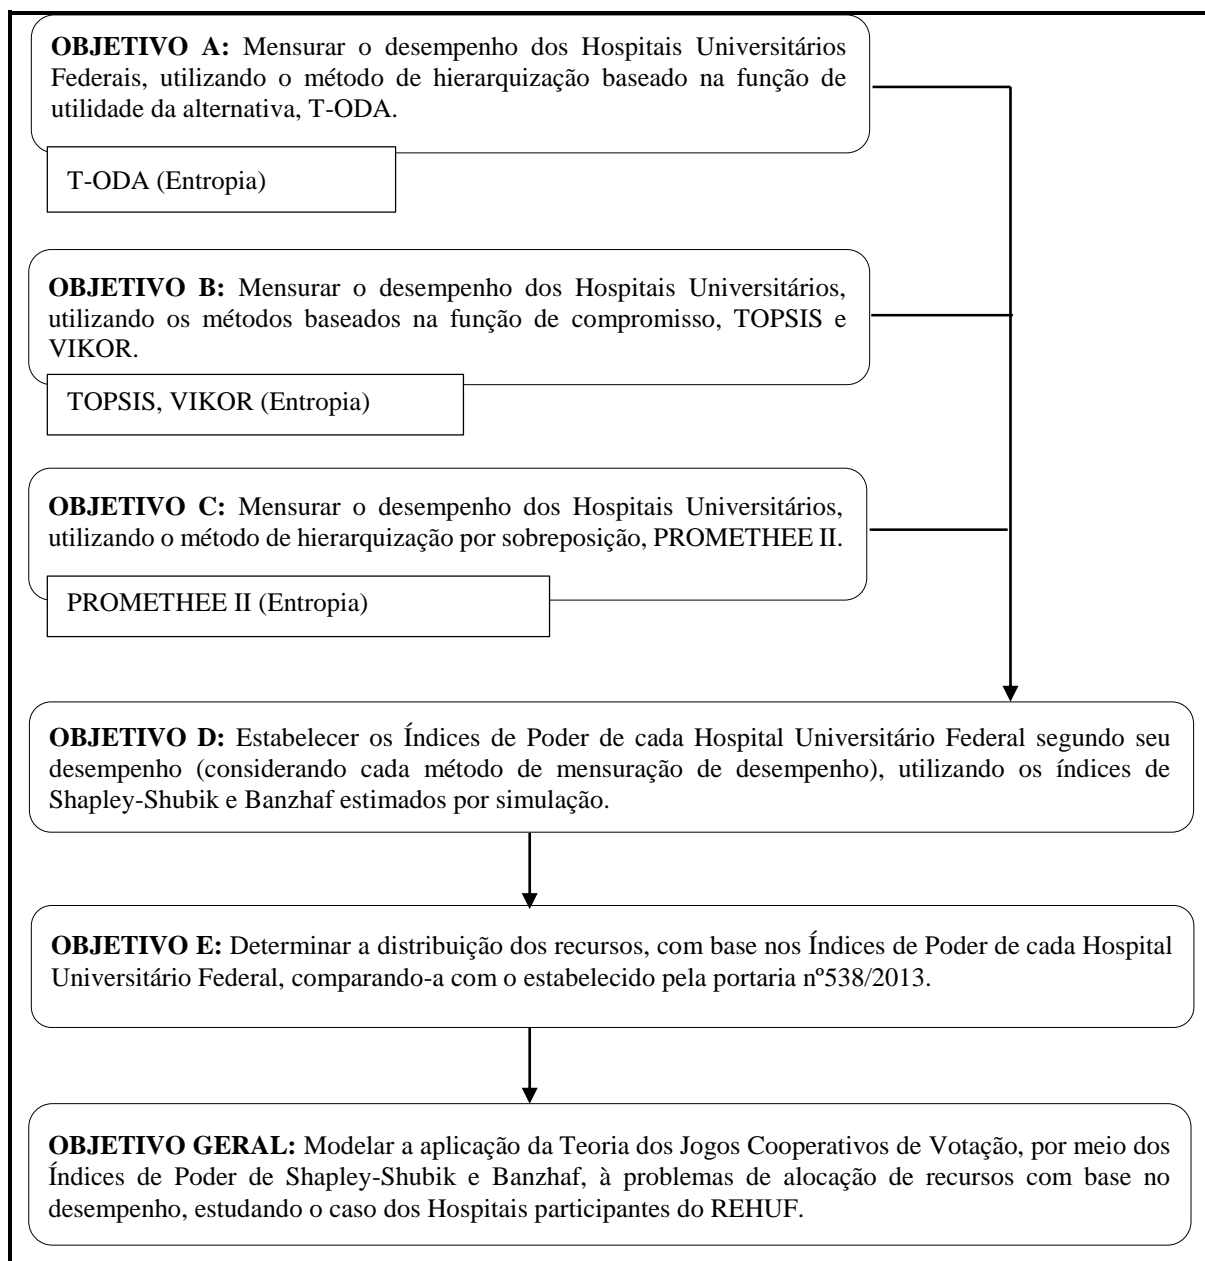 OBJETIVO A: Mensurar o desempenho dos Hospitais Universitários
Federais, utilizando o método de hierarquização baseado na função de
utilidade da alternativa, T-ODA.
T-ODA (Entropia)
OBJETIVO B: Mensurar o desempenho dos Hospitais Universitários,
utilizando os métodos baseados na função de compromisso, TOPSIS e
VIKOR.
TOPSIS, VIKOR (Entropia)
OBJETIVO C: Mensurar o desempenho dos Hospitais Universitários,
utilizando o método de hierarquização por sobreposição, PROMETHEE II.
PROMETHEE II (Entropia)
OBJETIVO D: Estabelecer os Índices de Poder de cada Hospital Universitário Federal segundo seu
desempenho (considerando cada método de mensuração de desempenho), utilizando os índices de
Shapley-Shubik e Banzhaf estimados por simulação.
OBJETIVO E: Determinar a distribuição dos recursos, com base nos Índices de Poder de cada Hospital
Universitário Federal, comparando-a com o estabelecido pela portaria nº538/2013.
OBJETIVO GERAL: Modelar a aplicação da Teoria dos Jogos Cooperativos de Votação, por meio dos
Índices de Poder de Shapley-Shubik e Banzhaf, à problemas de alocação de recursos com base no
desempenho, estudando o caso dos Hospitais participantes do REHUF.